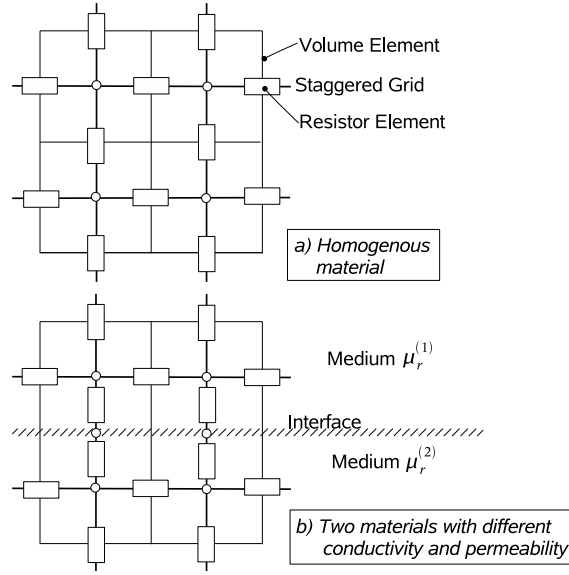 Volume Element
Staggered Grid
Resistor Element
a) Homogenous
material
Medium μᵣ⁽¹⁾
Interface
Medium μᵣ⁽²⁾
b) Two materials with different
conductivity and permeability